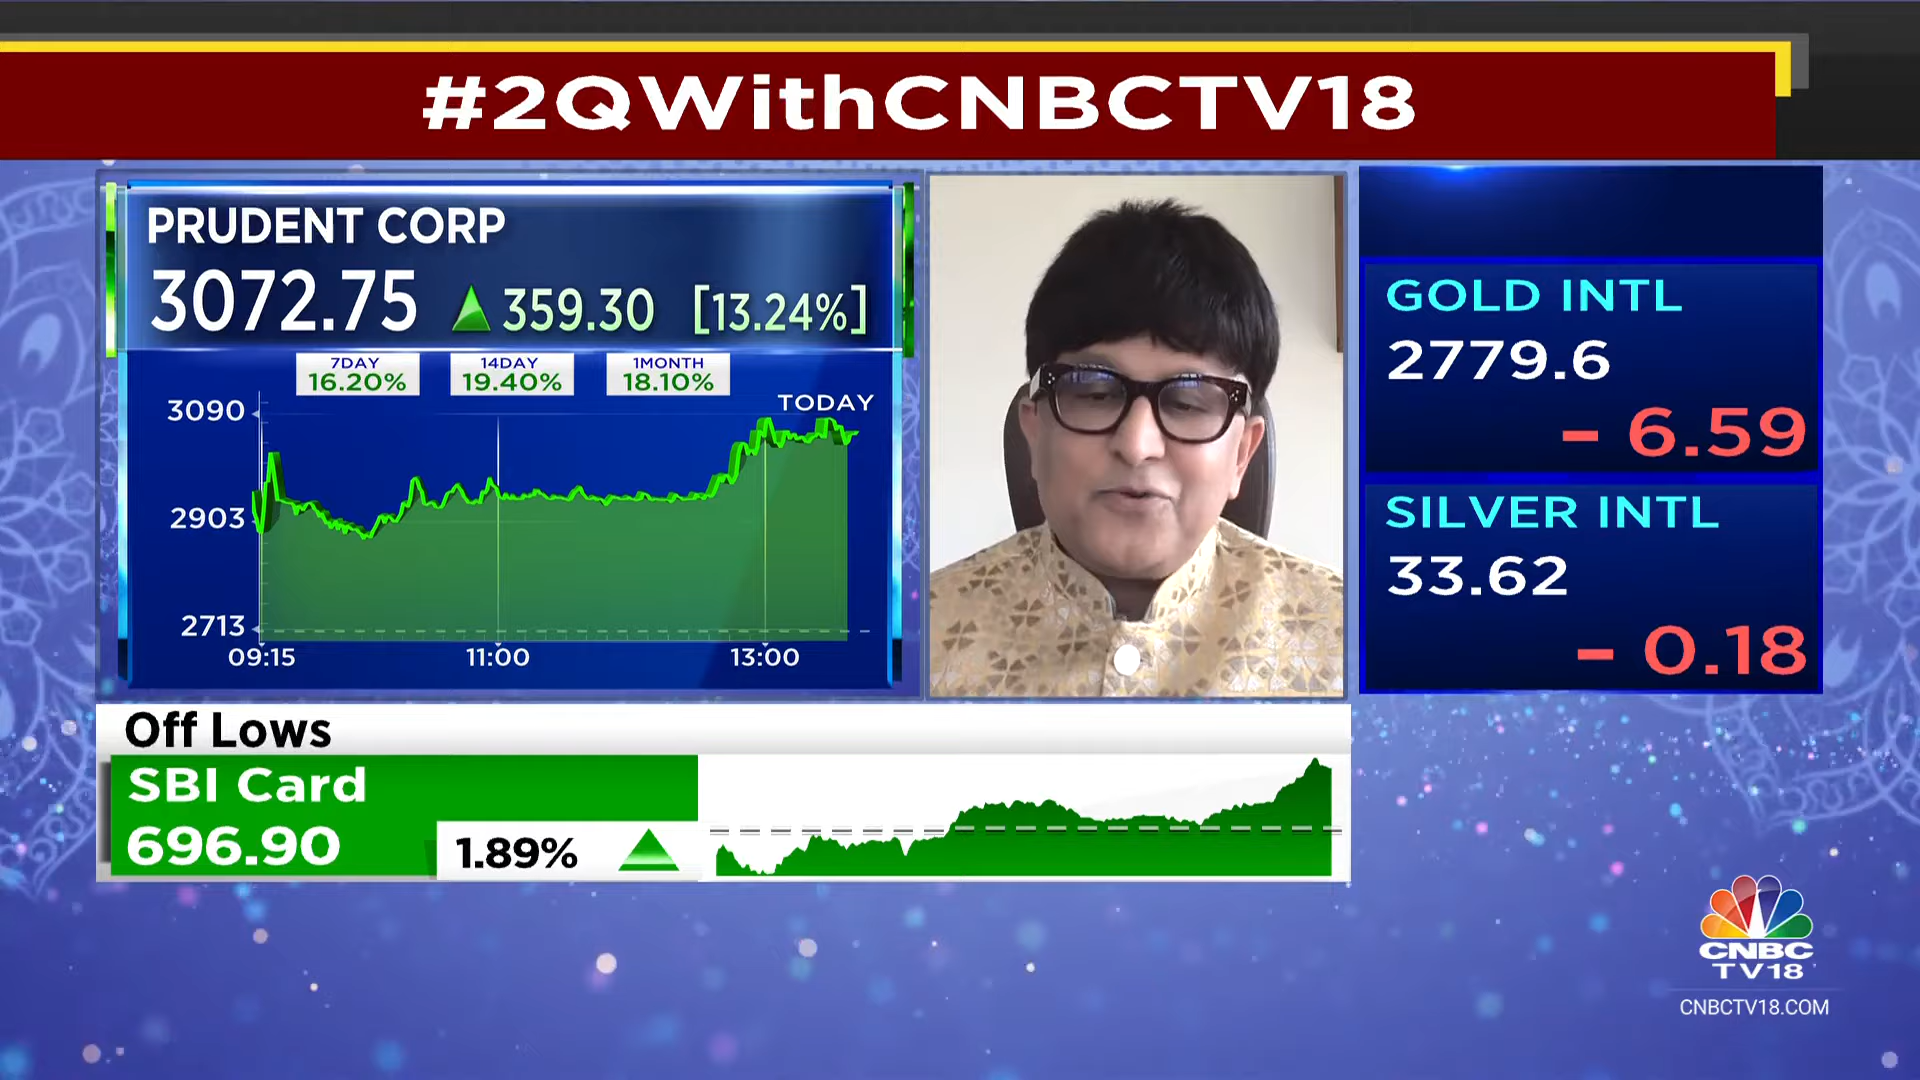 #2QWithCNBCTV18
PRUDENT CORP
3072.75 ▲ 359.30 [13.24%]
7DAY
16.20%
14DAY
19.40%
1MONTH
18.10%
TODAY
3090
2903
2713
09:15
11:00
13:00
GOLD INTL
2779.6
- 6.59
SILVER INTL
33.62
- 0.18
Off Lows
SBI Card
696.90
1.89%
CNBC
TV18
CNBCTV18.COM